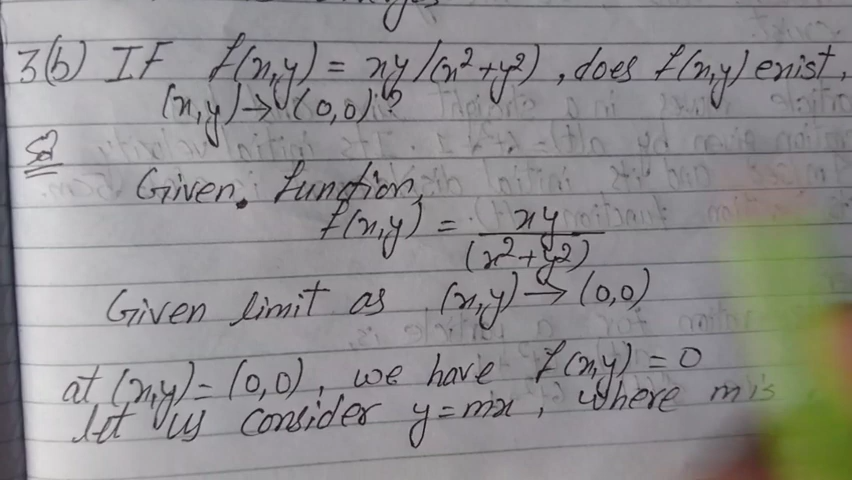 3(b) IF f(x,y) = xy/(x²+y²), does f(x,y) exist,
(x,y) → (0,0)?
Given function,
f(x,y) = xy / (x²+y²)
Given limit as (x,y) → (0,0)
at (x,y) = (0,0), we have f(x,y) = 0
let us consider y = mx, where m is